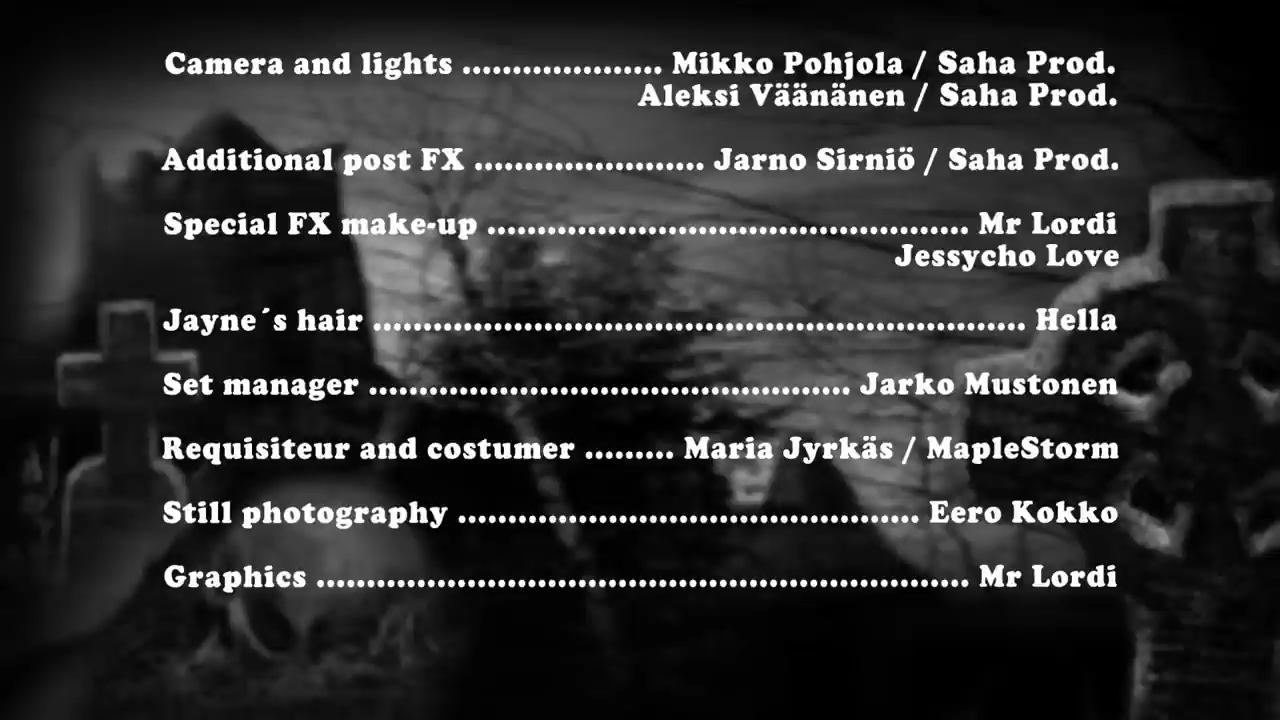 Camera and lights .................... Mikko Pohjola / Saha Prod.
Aleksi Väänänen / Saha Prod.
Additional post FX ....................... Jarno Sirniö / Saha Prod.
Special FX make-up ................................................ Mr Lordi
Jessycho Love
Jayne´s hair ................................................................. Hella
Set manager ................................................ Jarko Mustonen
Requisiteur and costumer ......... Maria Jyrkäs / MapleStorm
Still photography .............................................. Eero Kokko
Graphics ................................................................. Mr Lordi